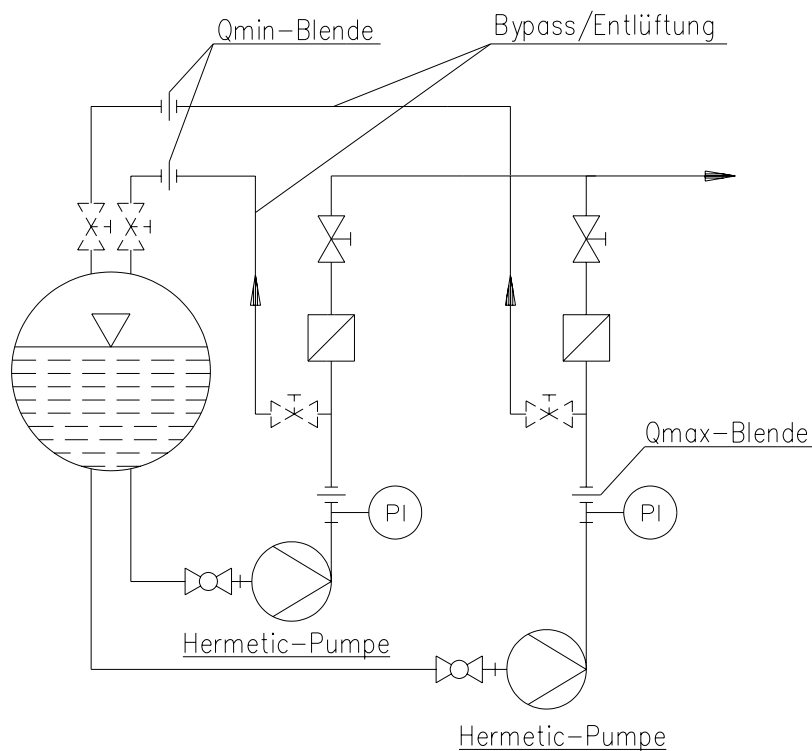 Qmin-Blende
Bypass/Entlüftung
Qmax-Blende
PI
PI
Hermetic-Pumpe
Hermetic-Pumpe